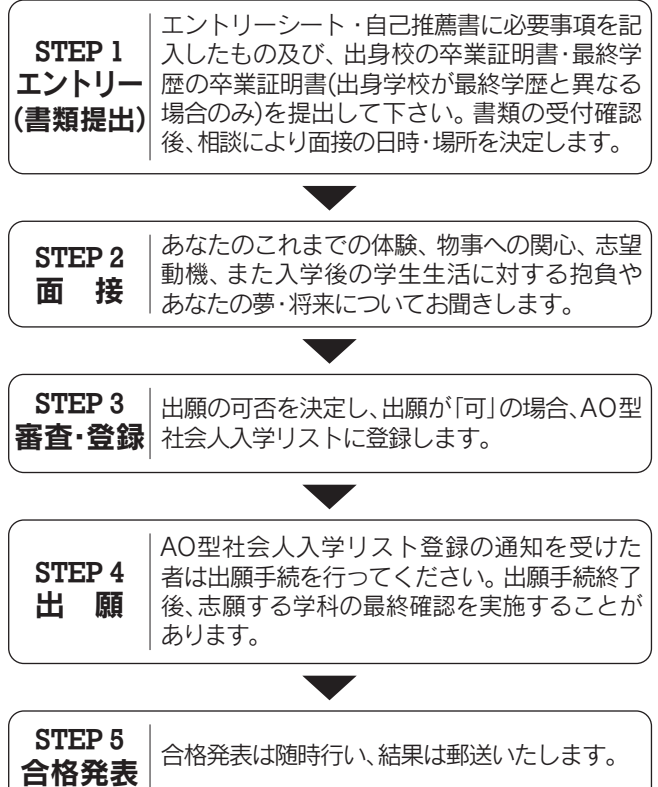 STEP 1
エントリー
(書類提出)
エントリーシート・自己推薦書に必要事項を記
入したもの及び、出身校の卒業証明書・最終学
歴の卒業証明書(出身学校が最終学歴と異なる
場合のみ)を提出して下さい。書類の受付確認
後、相談により面接の日時・場所を決定します。
STEP 2
面 接
あなたのこれまでの体験、物事への関心、志望
動機、また入学後の学生生活に対する抱負や
あなたの夢・将来についてお聞きします。
STEP 3
審査・登録
出願の可否を決定し、出願が「可」の場合、AO型
社会人入学リストに登録します。
STEP 4
出 願
AO型社会人入学リスト登録の通知を受けた
者は出願手続を行ってください。出願手続終了
後、志願する学科の最終確認を実施することが
あります。
STEP 5
合格発表
合格発表は随時行い、結果は郵送いたします。